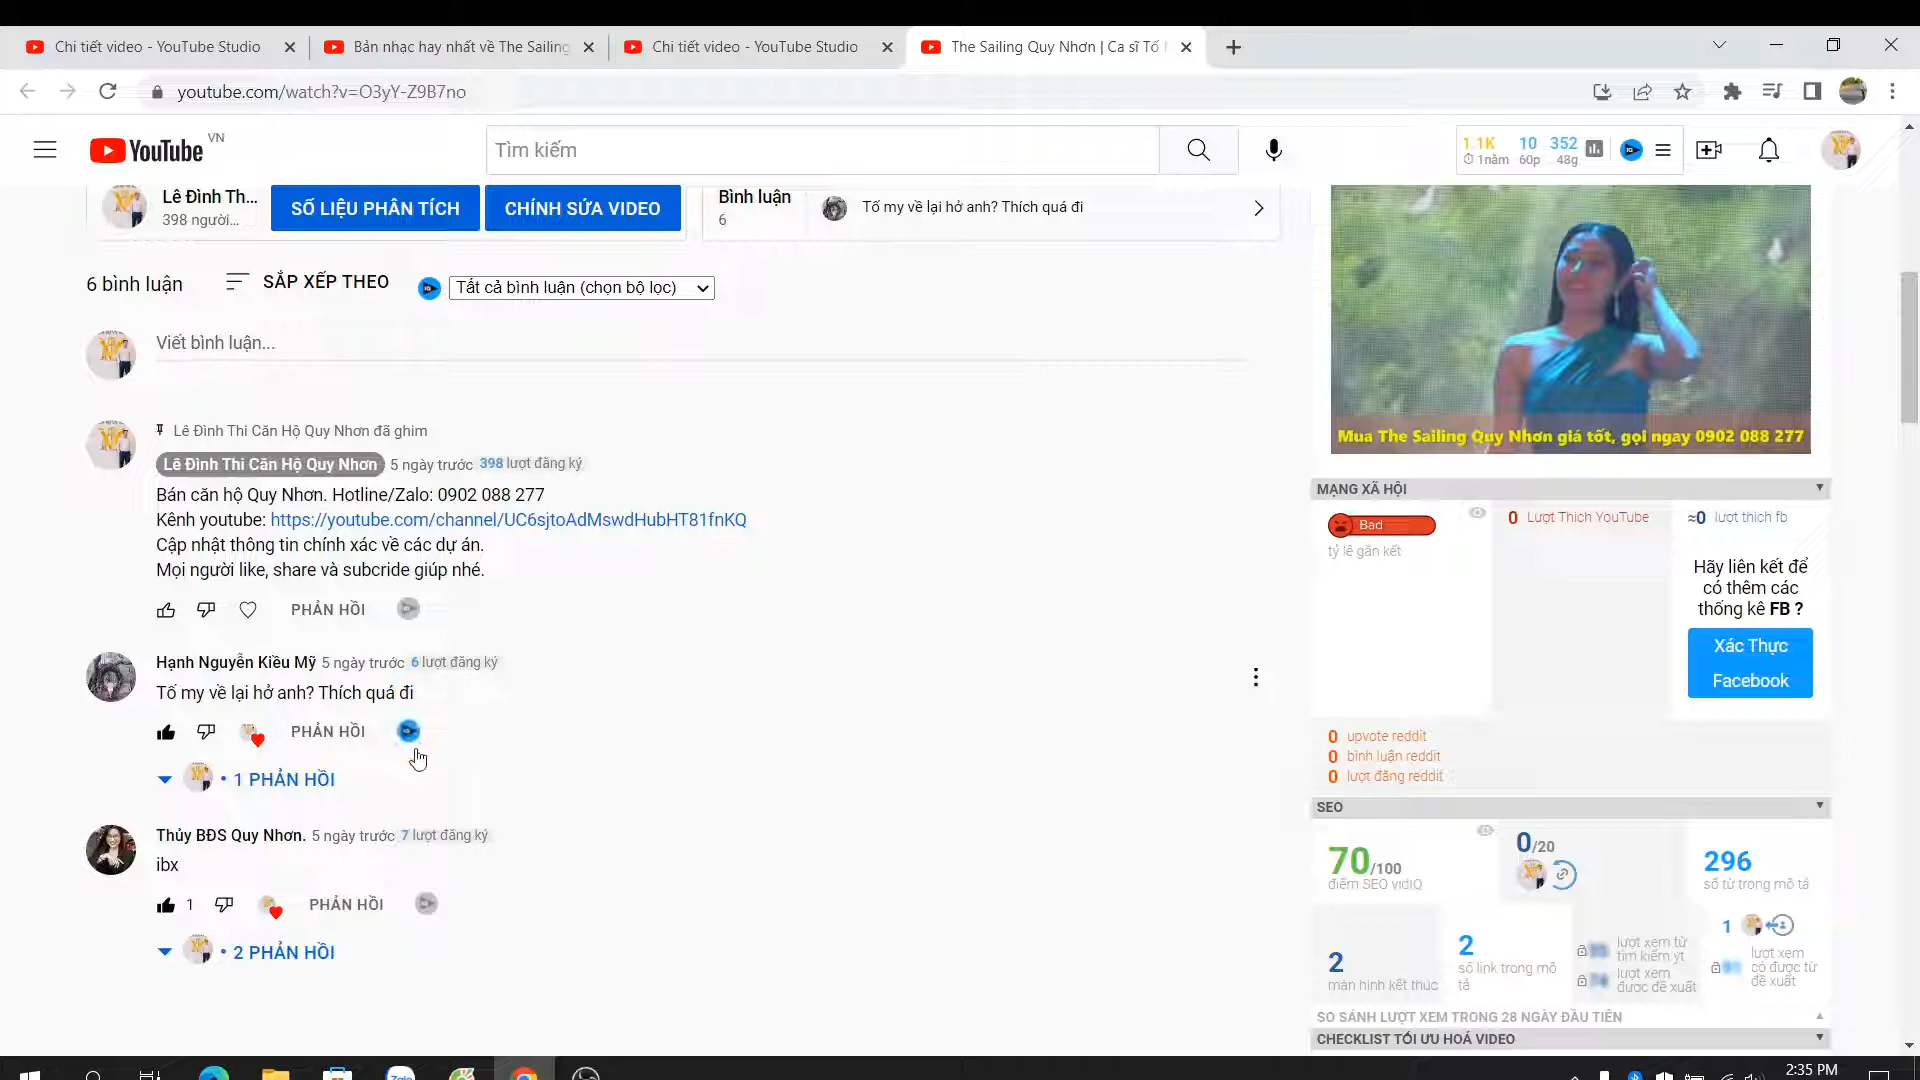 Chi tiết video - YouTube Studio
Bản nhạc hay nhất về The Sailing
Chi tiết video - YouTube Studio
The Sailing Quy Nhơn | Ca sĩ Tố
youtube.com/watch?v=O3yY-Z9B7no
YouTube VN
Tìm kiếm
1.1K 10 352
1năm 60p 48g
Lê Đình Th...
398 người...
SỐ LIỆU PHÂN TÍCH
CHỈNH SỬA VIDEO
Bình luận
6
Tố my về lại hở anh? Thích quá đi
6 bình luận
SẮP XẾP THEO
Tất cả bình luận (chọn bộ lọc)
Viết bình luận...
Lê Đình Thi Căn Hộ Quy Nhơn đã ghim
Lê Đình Thi Căn Hộ Quy Nhơn 5 ngày trước 398 lượt đăng ký
Bán căn hộ Quy Nhơn. Hotline/Zalo: 0902 088 277
Kênh youtube: https://youtube.com/channel/UC6sjtoAdMswdHubHT81fnKQ
Cập nhật thông tin chính xác về các dự án.
Mọi người like, share và subcride giúp nhé.
PHẢN HỒI
Hạnh Nguyễn Kiều Mỹ 5 ngày trước 6 lượt đăng ký
Tố my về lại hở anh? Thích quá đi
PHẢN HỒI
• 1 PHẢN HỒI
Thủy BĐS Quy Nhơn. 5 ngày trước 7 lượt đăng ký
ibx
1 PHẢN HỒI
• 2 PHẢN HỒI
Mua The Sailing Quy Nhơn giá tốt, gọi ngay 0902 088 277
MẠNG XÃ HỘI
Bad
tỷ lệ gắn kết
0 Lượt Thích YouTube
≈0 lượt thích fb
Hãy liên kết để
có thêm các
thống kê FB ?
Xác Thực
Facebook
0 upvote reddit
0 bình luận reddit
0 lượt đăng reddit
SEO
70/100
điểm SEO vidIQ
0/20
296
số từ trong mô tả
2
màn hình kết thúc
2
số link trong mô
tả
lượt xem từ
tìm kiếm yt
lượt xem
được đề xuất
1
lượt xem
có được từ
đề xuất
SO SÁNH LƯỢT XEM TRONG 28 NGÀY ĐẦU TIÊN
CHECKLIST TỐI ƯU HOÁ VIDEO
Zalo
2:35 PM